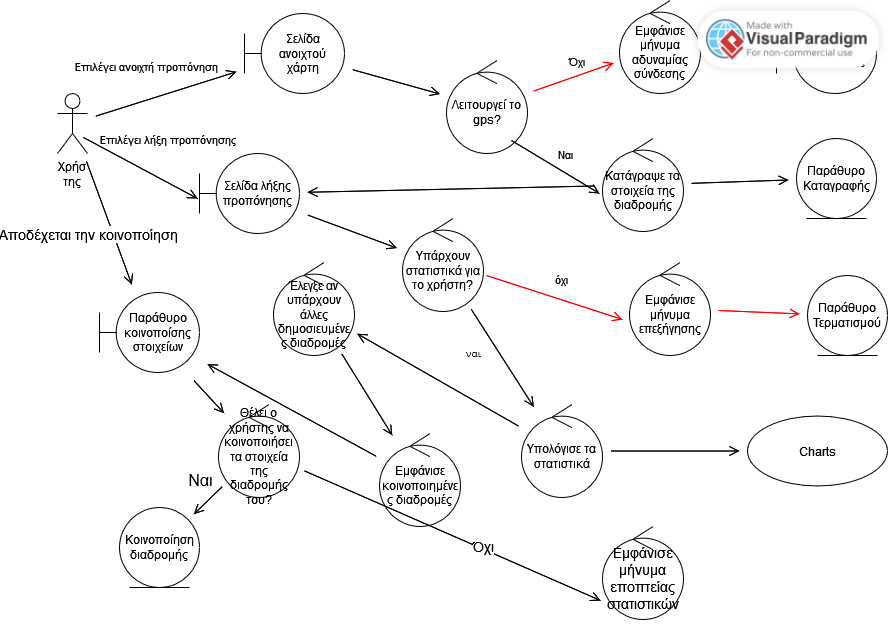 Made with
VisualParadigm
For non-commercial use
Σελίδα
ανοιχτού
χάρτη
Εμφάνισε
μήνυμα
αδυναμίας
σύνδεσης
Επιλέγει ανοιχτή προπόνηση
Όχι
Λειτουργεί το
gps?
Χρήσ
της
Επιλέγει λήξη προπόνησης
Ναι
Σελίδα λήξης
προπόνησης
Κατάγραψε τα
στοιχεία της
διαδρομής
Παράθυρο
Καταγραφής
Αποδέχεται την κοινοποίηση
Υπάρχουν
στατιστικά για
το χρήστη?
όχι
Έλεγξε αν
υπάρχουν
άλλες
δημοσιευμένε
ς διαδρομές
Εμφάνισε
μήνυμα
επεξήγησης
Παράθυρο
Τερματισμού
Παράθυρο
κοινοποίσης
στοιχείων
ναι
Θέλει ο
χρήστης να
κοινοποιήσει
τα στοιχεία
της
διαδρομής
του?
Υπολόγισε τα
στατιστικά
Charts
Εμφάνισε
κοινοποιημένε
ς διαδρομές
Ναι
Κοινοποίηση
διαδρομής
Όχι
Εμφάνισε
μήνυμα
εποπτείας
στατιστικών